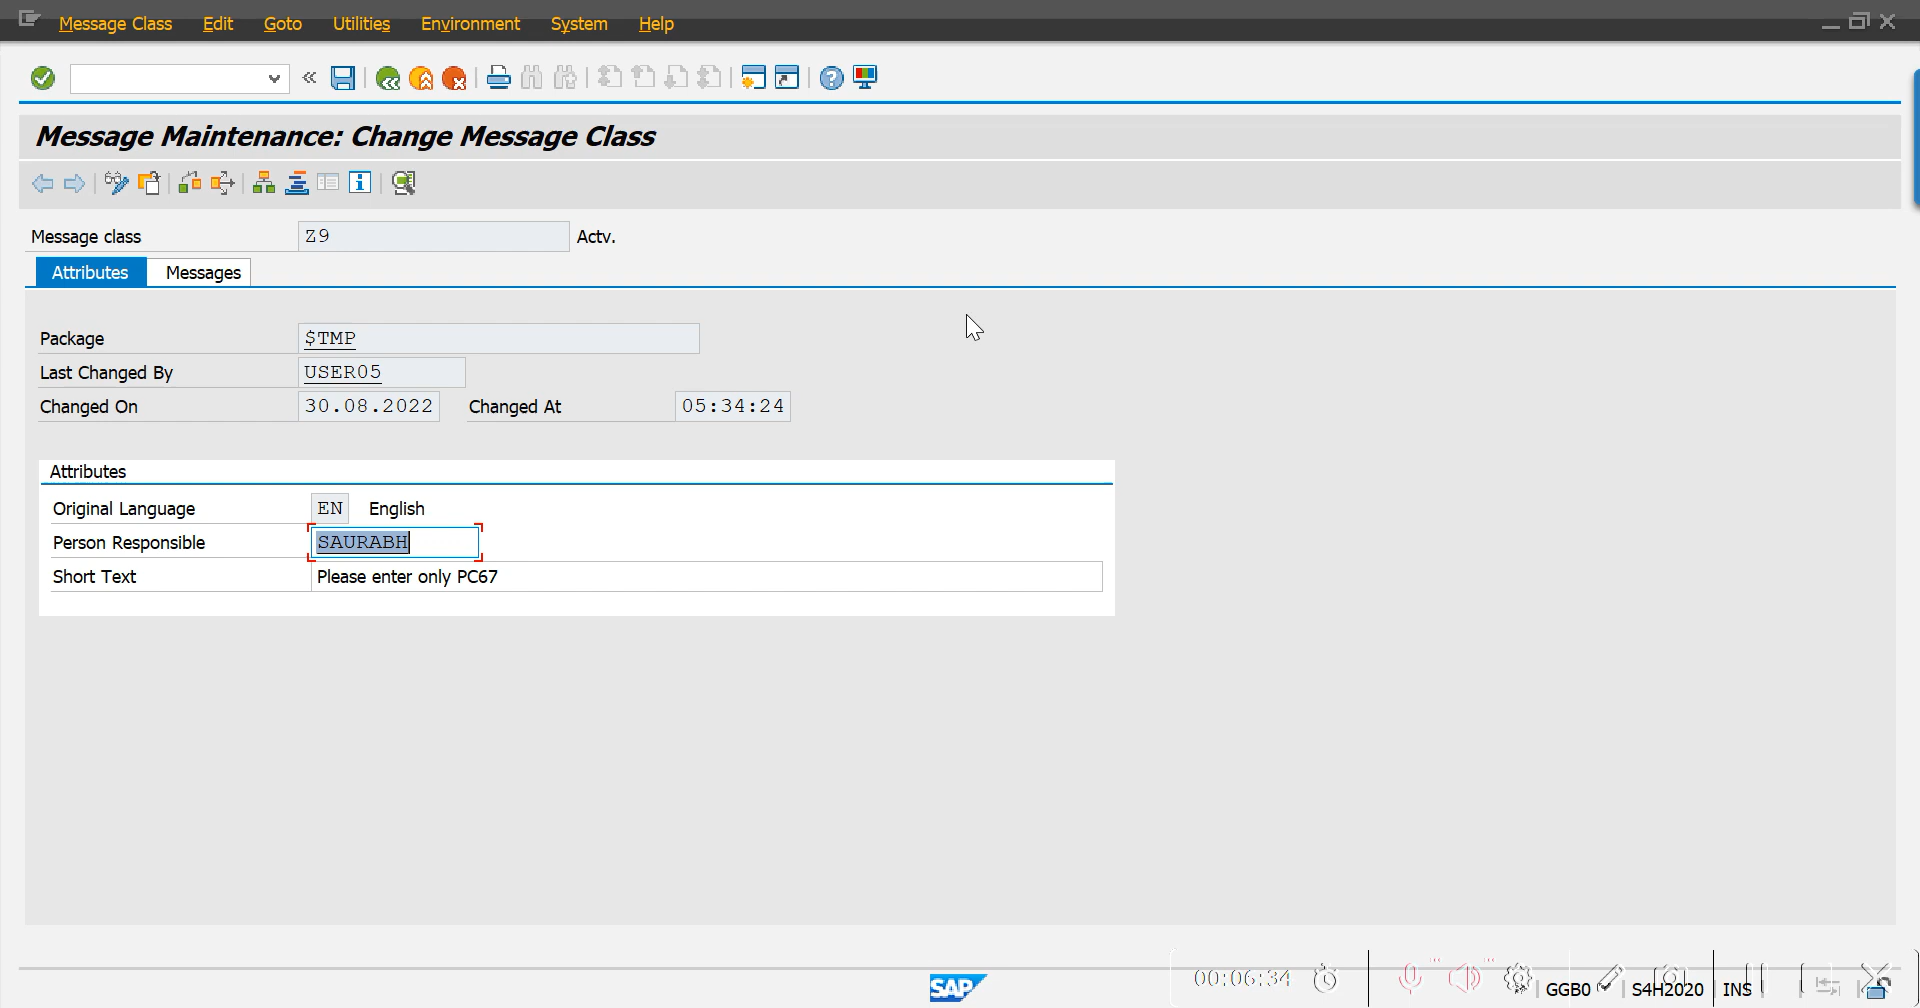 Message Class Edit Goto Utilities Environment System Help
Message Maintenance: Change Message Class
Message class Z9 Actv.
Attributes Messages
Package $TMP
Last Changed By USER05
Changed On 30.08.2022 Changed At 05:34:24
Attributes
Original Language EN English
Person Responsible SAURABH
Short Text Please enter only PC67
SAP 00:06:34 GGB0 S4H2020 INS